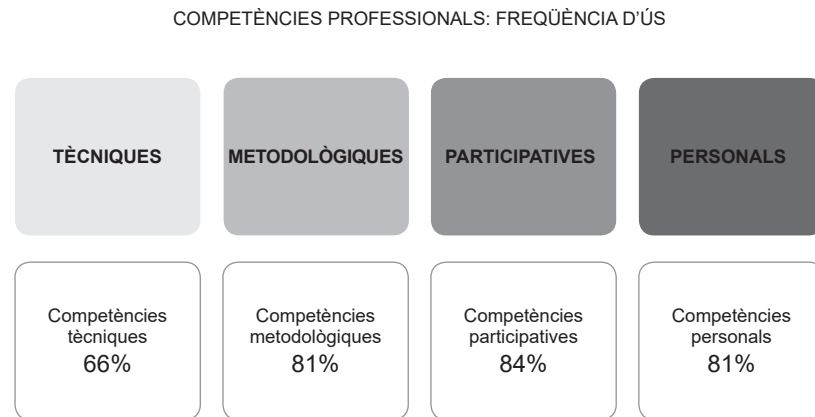 COMPETÈNCIES PROFESSIONALS: FREQÜÈNCIA D’ÚS
TÈCNIQUES
METODOLÒGIQUES
PARTICIPATIVES
PERSONALS
Competències
tècniques
66%
Competències
metodològiques
81%
Competències
participatives
84%
Competències
personals
81%